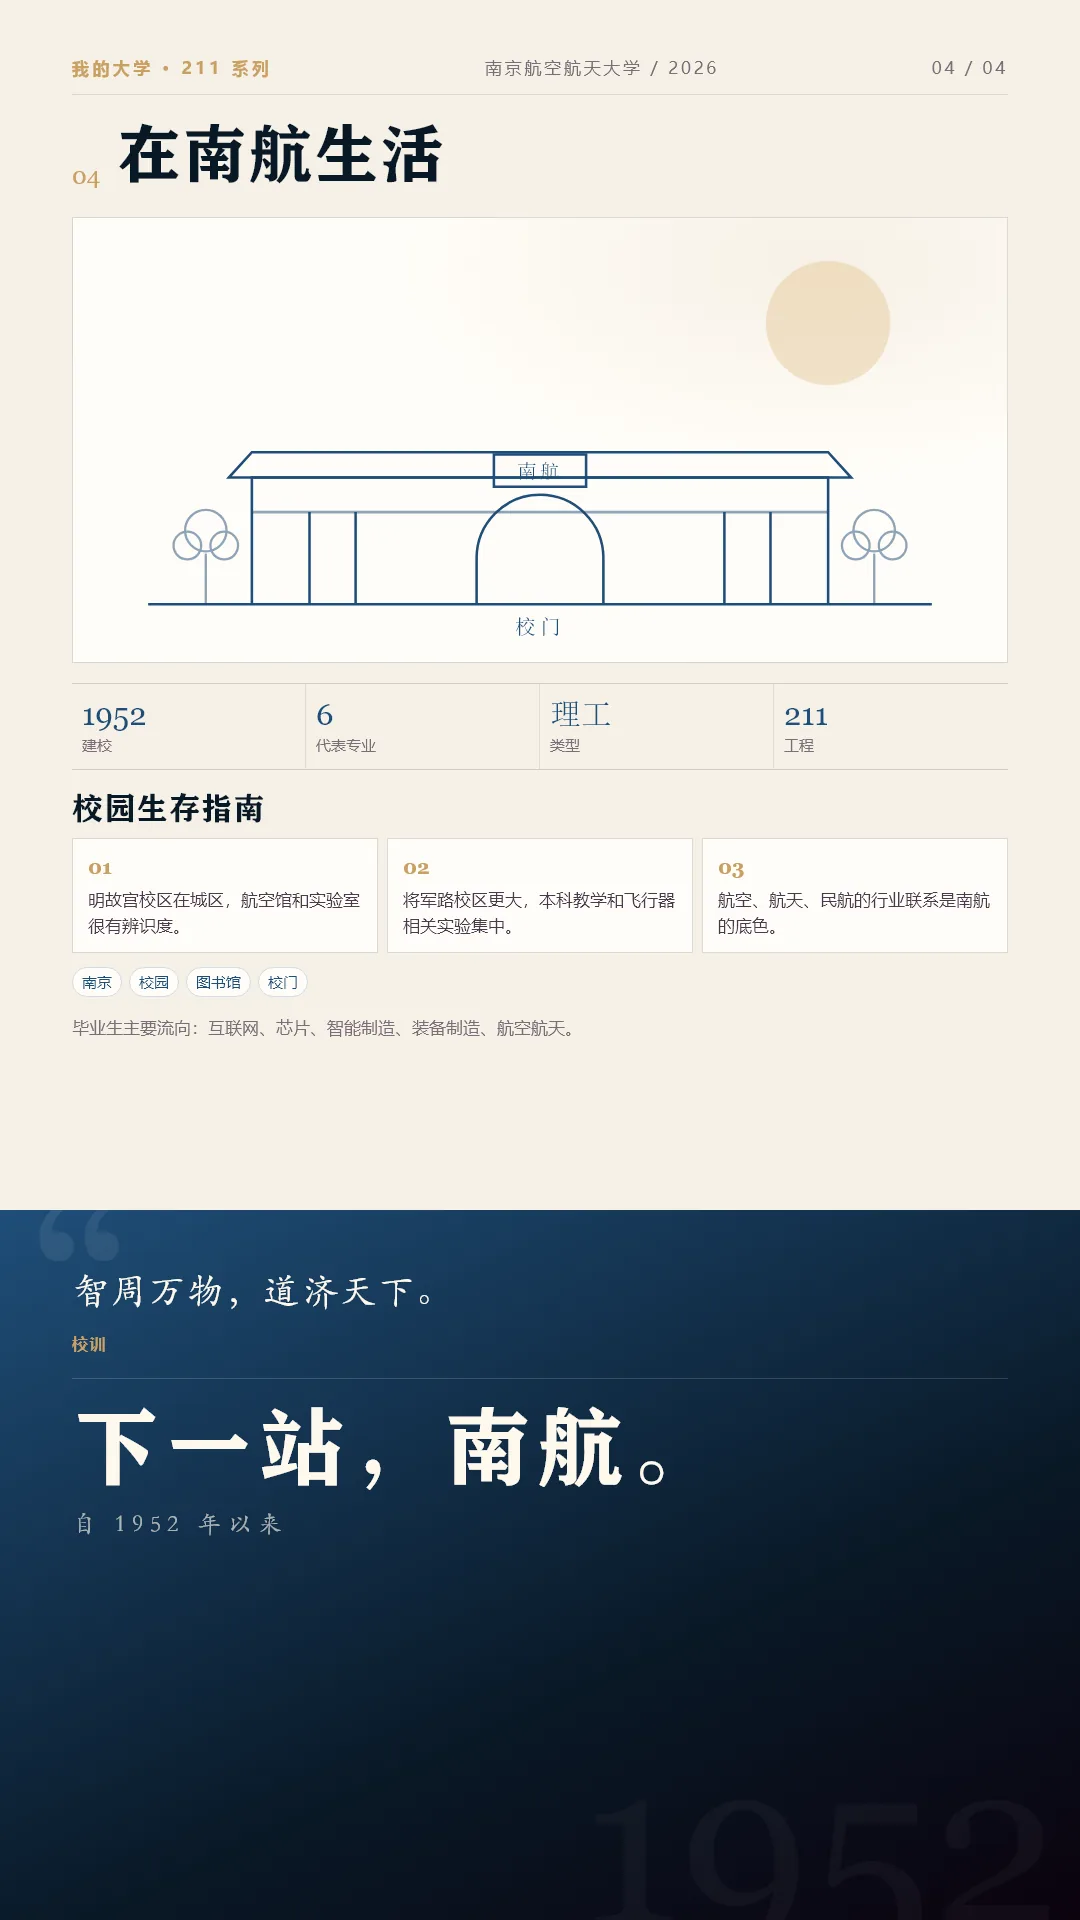 我的大学 • 211 系列
南京航空航天大学 / 2026
04 / 04
04 在南航生活
南航
校门
1952
建校
6
代表专业
理工
类型
211
工程
校园生存指南
01
明故宫校区在城区，航空馆和实验室
很有辨识度。
02
将军路校区更大，本科教学和飞行器
相关实验集中。
03
航空、航天、民航的行业联系是南航
的底色。
南京
校园
图书馆
校门
毕业生主要流向：互联网、芯片、智能制造、装备制造、航空航天。
“
智周万物，道济天下。
校训
下一站，南航。
自 1952 年以来
1952